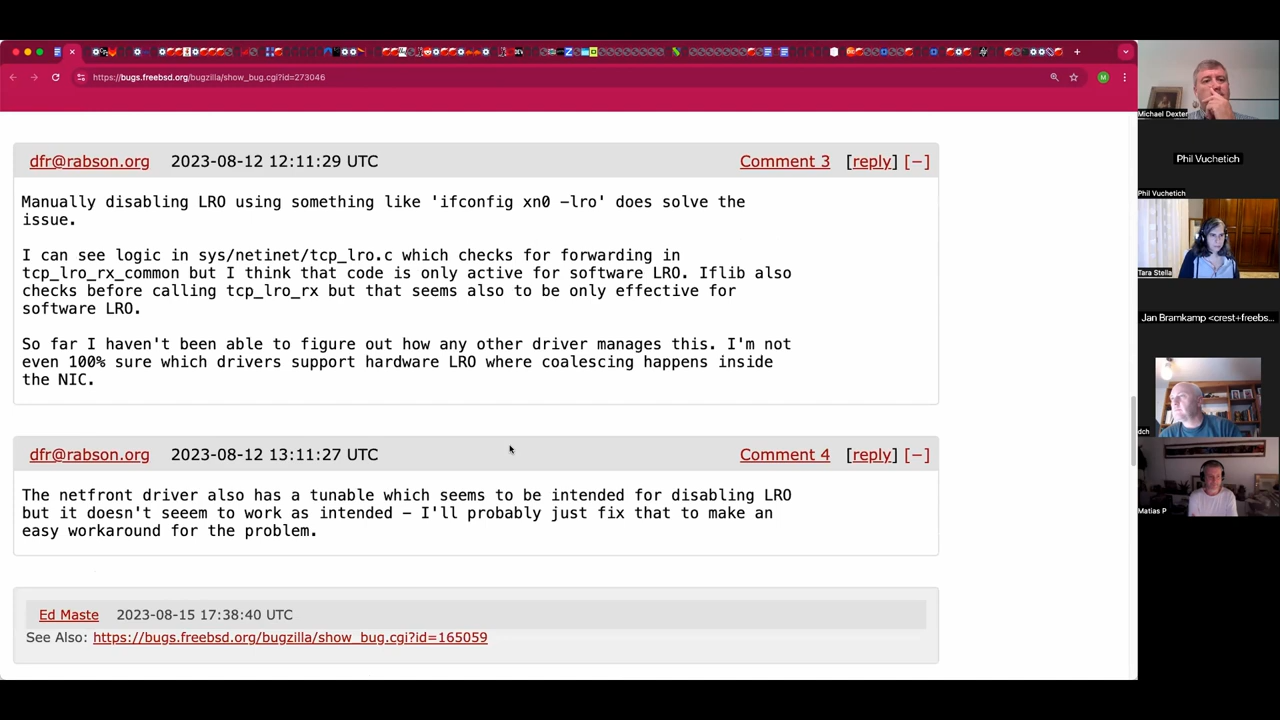 https://bugs.freebsd.org/bugzilla/show_bug.cgi?id=273046
M
dfr@rabson.org 2023-08-12 12:11:29 UTC Comment 3 [reply] [−]
Manually disabling LRO using something like 'ifconfig xn0 -lro' does solve the
issue.
I can see logic in sys/netinet/tcp_lro.c which checks for forwarding in
tcp_lro_rx_common but I think that code is only active for software LRO. Iflib also
checks before calling tcp_lro_rx but that seems also to be only effective for
software LRO.
So far I haven't been able to figure out how any other driver manages this. I'm not
even 100% sure which drivers support hardware LRO where coalescing happens inside
the NIC.
dfr@rabson.org 2023-08-12 13:11:27 UTC Comment 4 [reply] [−]
The netfront driver also has a tunable which seems to be intended for disabling LRO
but it doesn't seeem to work as intended - I'll probably just fix that to make an
easy workaround for the problem.
Ed Maste 2023-08-15 17:38:40 UTC
See Also: https://bugs.freebsd.org/bugzilla/show_bug.cgi?id=165059
Michael Dexter
Phil Vuchetich
Phil Vuchetich
Tara Stella
Jan Bramkamp <crest+freebs...
dch
Matias P